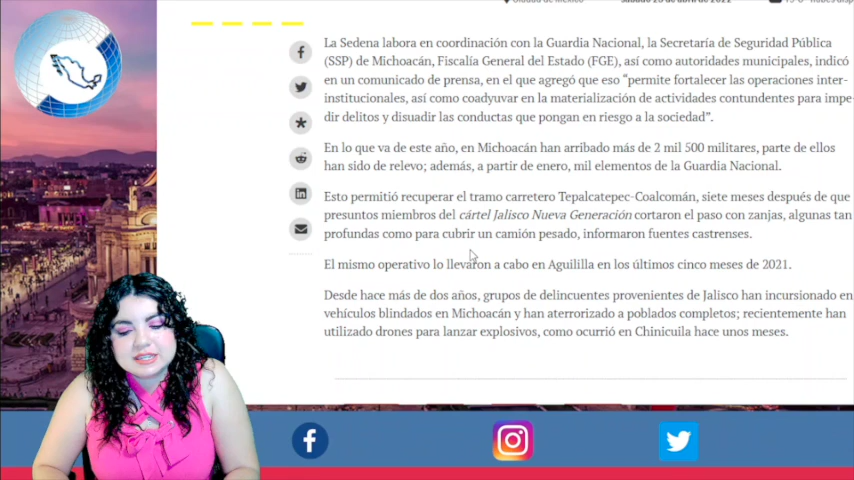 La Sedena labora en coordinación con la Guardia Nacional, la Secretaría de Seguridad Pública
(SSP) de Michoacán, Fiscalía General del Estado (FGE), así como autoridades municipales, indicó
en un comunicado de prensa, en el que agregó que eso “permite fortalecer las operaciones inter-
institucionales, así como coadyuvar en la materialización de actividades contundentes para impe-
dir delitos y disuadir las conductas que pongan en riesgo a la sociedad”.
En lo que va de este año, en Michoacán han arribado más de 2 mil 500 militares, parte de ellos
han sido de relevo; además, a partir de enero, mil elementos de la Guardia Nacional.
Esto permitió recuperar el tramo carretero Tepalcatepec-Coalcomán, siete meses después de que
presuntos miembros del cártel Jalisco Nueva Generación cortaron el paso con zanjas, algunas tan
profundas como para cubrir un camión pesado, informaron fuentes castrenses.
El mismo operativo lo llevaron a cabo en Aguililla en los últimos cinco meses de 2021.
Desde hace más de dos años, grupos de delincuentes provenientes de Jalisco han incursionado en
vehículos blindados en Michoacán y han aterrorizado a poblados completos; recientemente han
utilizado drones para lanzar explosivos, como ocurrió en Chinicuila hace unos meses.